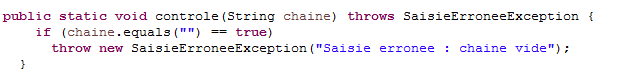 public static void controle(String chaine) throws SaisieErroneeException {
if (chaine.equals("") == true)
throw new SaisieErroneeException("Saisie erronee : chaine vide");
}